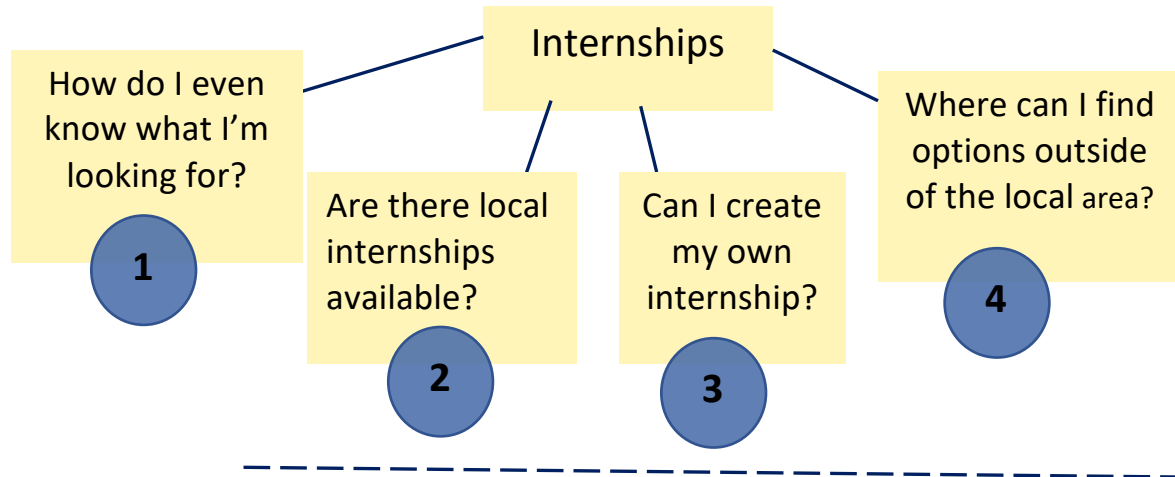 Internships
How do I even
know what I’m
looking for?
1
Are there local
internships
available?
2
Can I create
my own
internship?
3
Where can I find
options outside
of the local area?
4